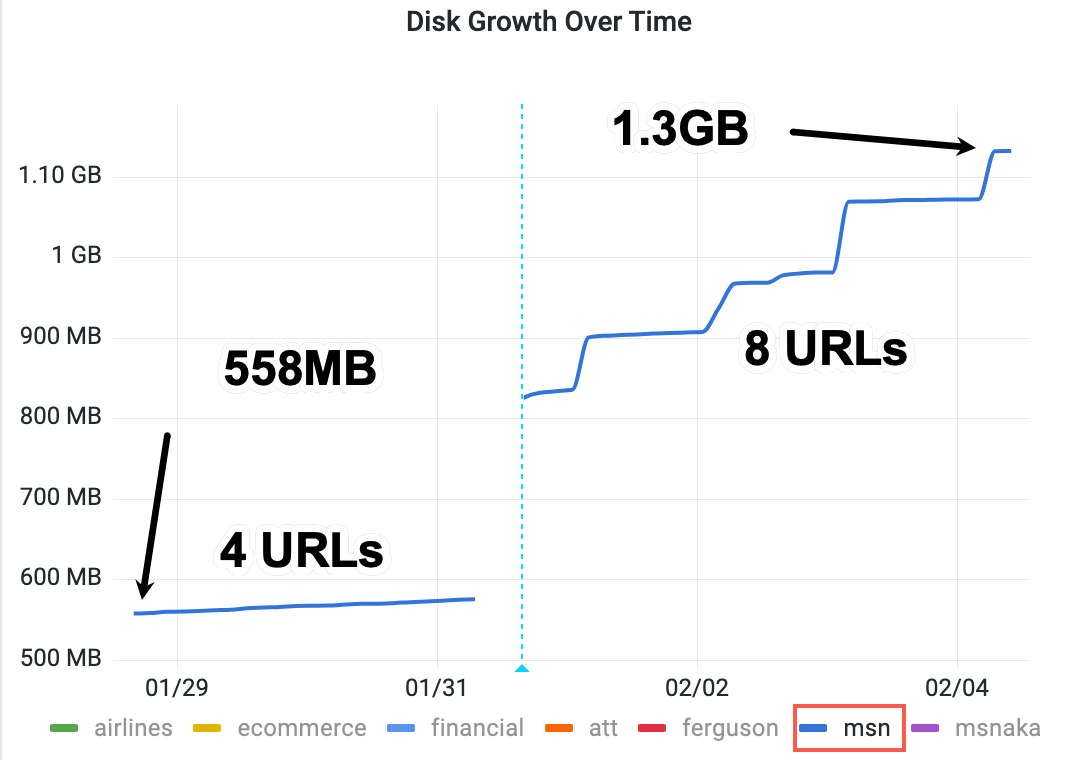 Disk Growth Over Time
1.3GB
1.10 GB
1 GB
900 MB
8 URLs
558MB
800 MB
700 MB
4 URLs
600 MB
500 MB
01/29 01/31 02/02 02/04
airlines ecommerce financial att ferguson msn msnaka